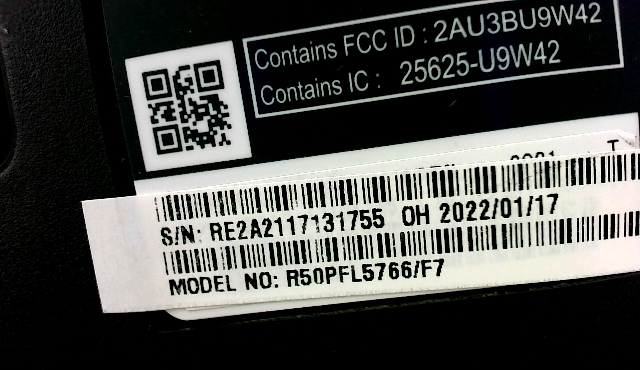 Contains FCC ID : 2AU3BU9W42
Contains IC : 25625-U9W42
T
S/N: RE2A2117131755 OH 2022/01/17
MODEL NO: R50PFL5766/F7